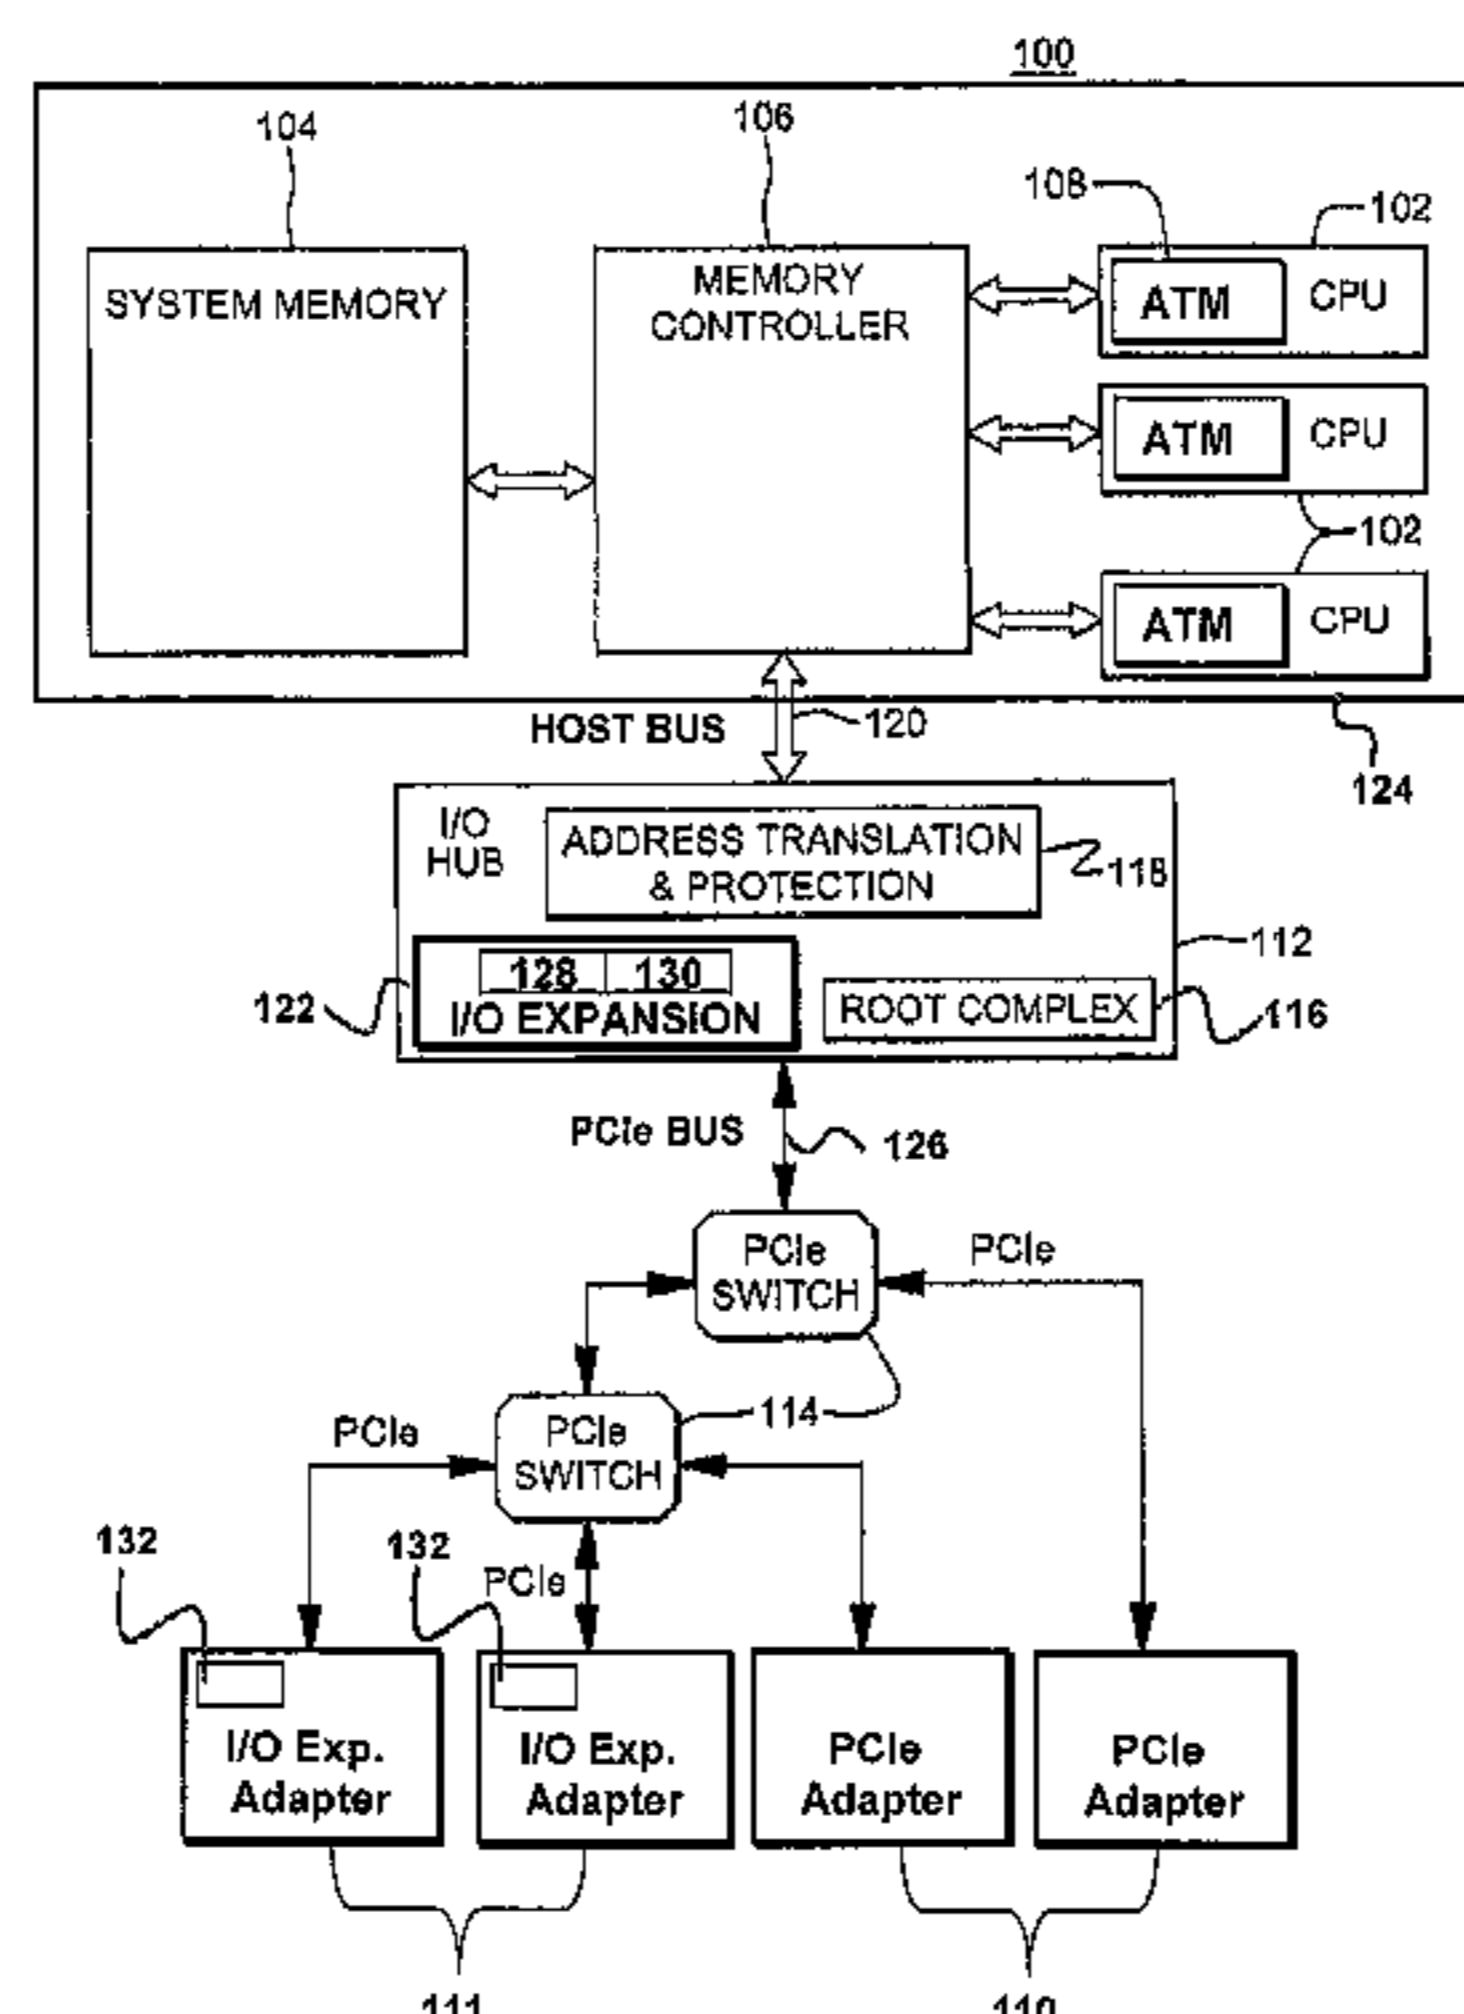 100
104
106
108
102
SYSTEM MEMORY
MEMORY
CONTROLLER
ATM
CPU
ATM
CPU
102
ATM
CPU
HOST BUS
120
124
I/O
HUB
ADDRESS TRANSLATION
& PROTECTION
118
112
128
130
122
I/O EXPANSION
ROOT COMPLEX
116
PCIe BUS
126
PCIe
SWITCH
PCIe
114
PCIe
PCIe
SWITCH
132
132
PCIe
I/O Exp.
Adapter
I/O Exp.
Adapter
PCIe
Adapter
PCIe
Adapter
111
110